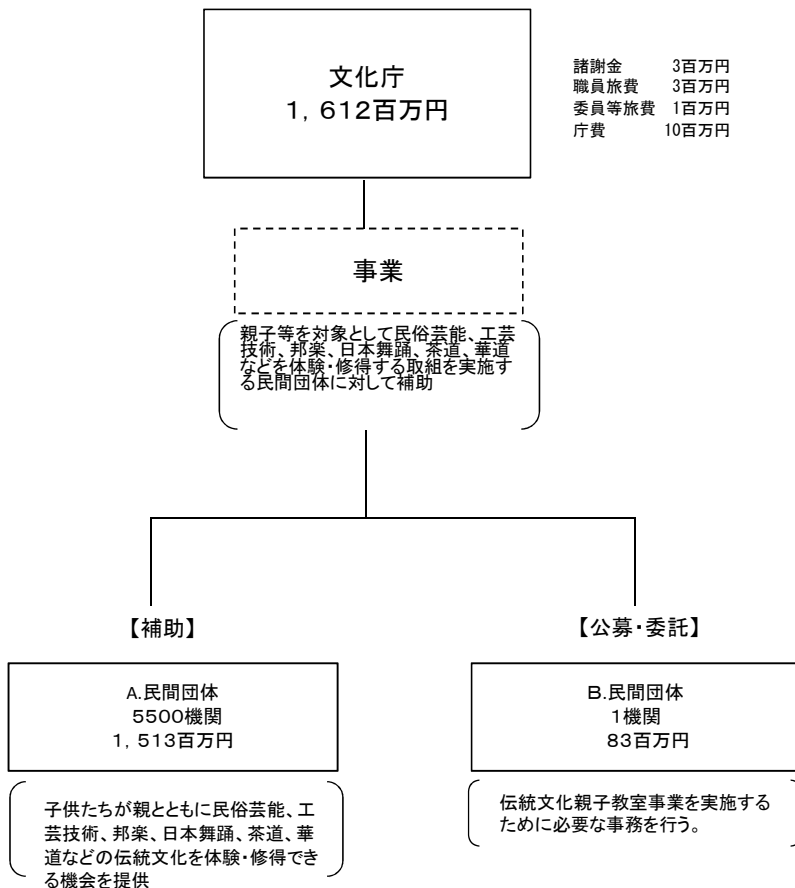 文化庁
1，612百万円
諸謝金 3百万円
職員旅費 3百万円
委員等旅費 1百万円
庁費 10百万円
事業
親子等を対象として民俗芸能、工芸
技術、邦楽、日本舞踊、茶道、華道
などを体験・修得する取組を実施す
る民間団体に対して補助
【補助】
【公募・委託】
A.民間団体
5500機関
1，513百万円
B.民間団体
1機関
83百万円
子供たちが親とともに民俗芸能、工
芸技術、邦楽、日本舞踊、茶道、華
道などの伝統文化を体験・修得でき
る機会を提供
伝統文化親子教室事業を実施する
ために必要な事務を行う。